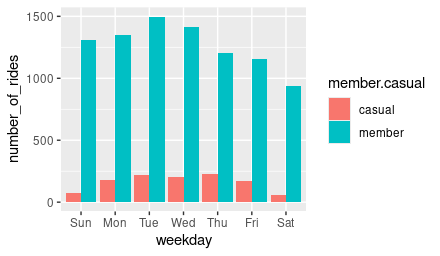 1500
1000
500
0
number_of_rides
Sun Mon Tue Wed Thu Fri Sat
weekday
member.casual
casual
member